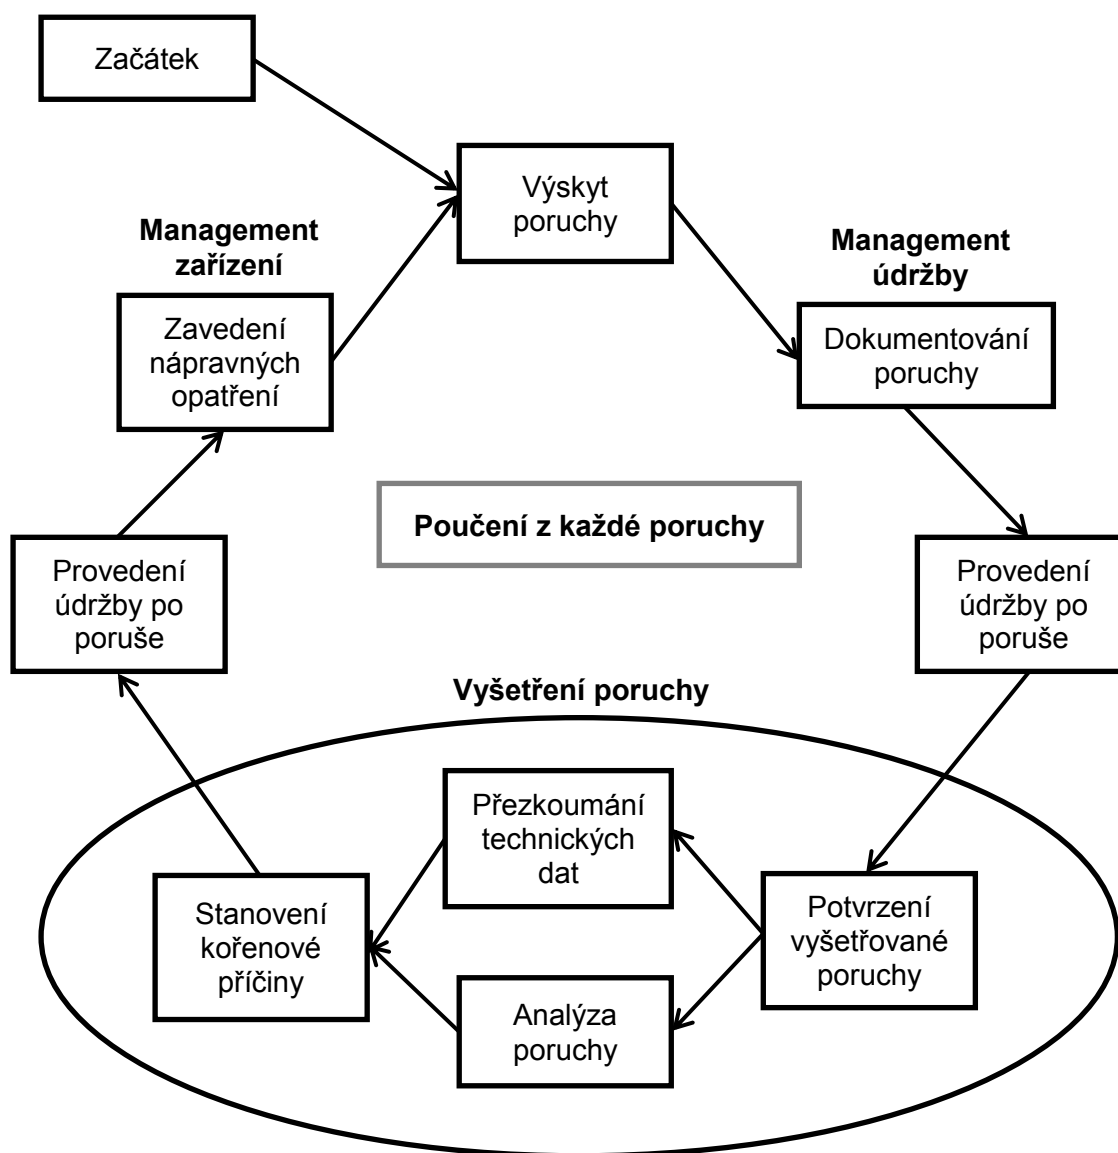 Začátek
Výskyt
poruchy
Management
zařízení
Management
údržby
Zavedení
nápravných
opatření
Dokumentování
poruchy
Poučení z každé poruchy
Provedení
údržby po
poruše
Provedení
údržby po
poruše
Vyšetření poruchy
Přezkoumání
technických
dat
Stanovení
kořenové
příčiny
Potvrzení
vyšetřované
poruchy
Analýza
poruchy